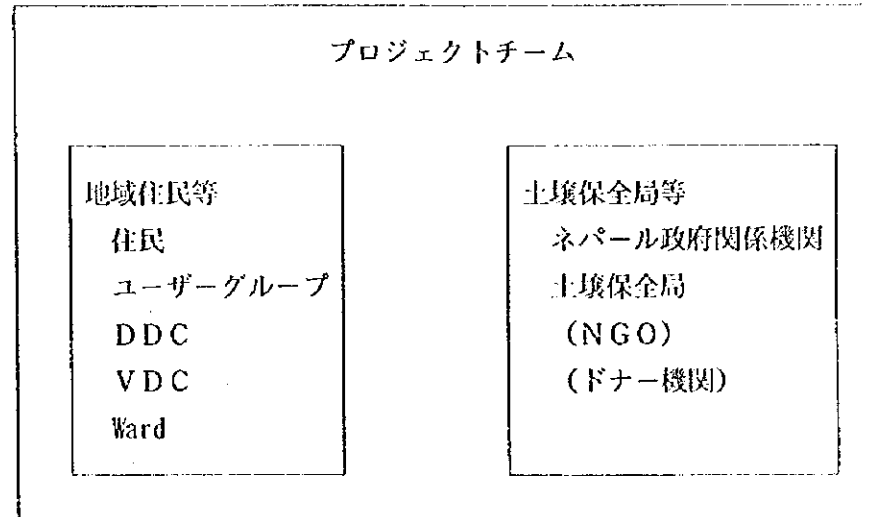 プロジェクトチーム
地域住民等
住民
ユーザーグループ
DDC
VDC
Ward
土壌保全局等
ネパール政府関係機関
土壌保全局
(NGO)
(ドナー機関)